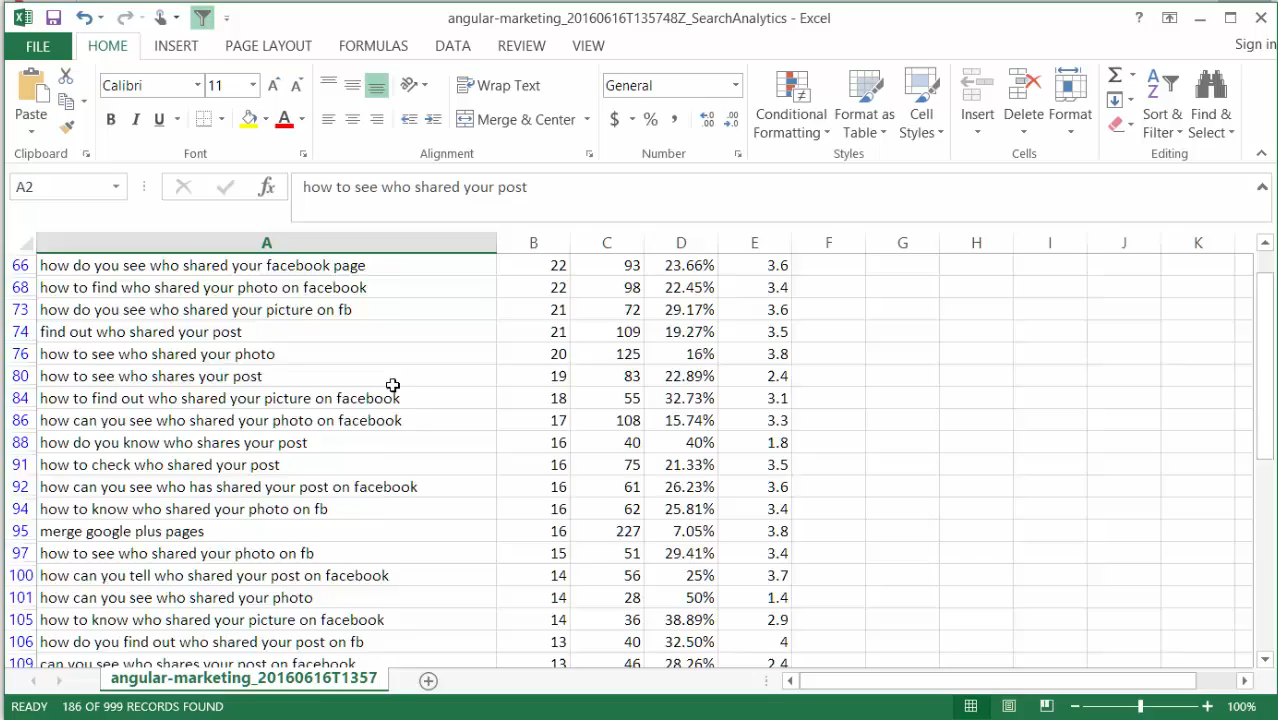 angular-marketing_20160616T135748Z_SearchAnalytics - Excel
FILE HOME INSERT PAGE LAYOUT FORMULAS DATA REVIEW VIEW Sign in
Paste
Calibri 11
B I U A
Wrap Text
Merge & Center
General
$ % ,
Conditional Formatting
Format as Table
Cell Styles
Insert Delete Format
Sort & Filter
Find & Select
Clipboard Font Alignment Number Styles Cells Editing
A2 fx how to see who shared your post
A B C D E F G H I J K
66 how do you see who shared your facebook page 22 93 23.66% 3.6
68 how to find who shared your photo on facebook 22 98 22.45% 3.4
73 how do you see who shared your picture on fb 21 72 29.17% 3.6
74 find out who shared your post 21 109 19.27% 3.5
76 how to see who shared your photo 20 125 16% 3.8
80 how to see who shares your post 19 83 22.89% 2.4
84 how to find out who shared your picture on facebook 18 55 32.73% 3.1
86 how can you see who shared your photo on facebook 17 108 15.74% 3.3
88 how do you know who shares your post 16 40 40% 1.8
91 how to check who shared your post 16 75 21.33% 3.5
92 how can you see who has shared your post on facebook 16 61 26.23% 3.6
94 how to know who shared your photo on fb 16 62 25.81% 3.4
95 merge google plus pages 16 227 7.05% 3.8
97 how to see who shared your photo on fb 15 51 29.41% 3.4
100 how can you tell who shared your post on facebook 14 56 25% 3.7
101 how can you see who shared your photo 14 28 50% 1.4
105 how to know who shared your picture on facebook 14 36 38.89% 2.9
106 how do you find out who shared your post on fb 13 40 32.50% 4
109 can you see who shares your post on facebook 13 46 28.26% 2.4
angular-marketing_20160616T1357
READY 186 OF 999 RECORDS FOUND 100%